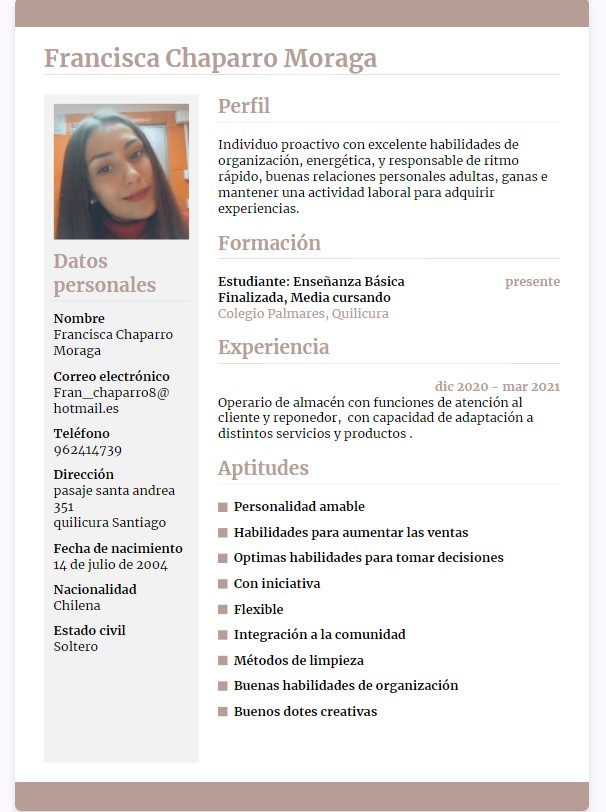 Francisca Chaparro Moraga
Datos
personales
Nombre
Francisca Chaparro
Moraga
Correo electrónico
Fran_chaparro8@
hotmail.es
Teléfono
962414739
Dirección
pasaje santa andrea
351
quilicura Santiago
Fecha de nacimiento
14 de julio de 2004
Nacionalidad
Chilena
Estado civil
Soltero
Perfil
Individuo proactivo con excelente habilidades de
organización, energética, y responsable de ritmo
rápido, buenas relaciones personales adultas, ganas e
mantener una actividad laboral para adquirir
experiencias.
Formación
Estudiante: Enseñanza Básica presente
Finalizada, Media cursando
Colegio Palmares, Quilicura
Experiencia
dic 2020 - mar 2021
Operario de almacén con funciones de atención al
cliente y reponedor, con capacidad de adaptación a
distintos servicios y productos .
Aptitudes
Personalidad amable
Habilidades para aumentar las ventas
Optimas habilidades para tomar decisiones
Con iniciativa
Flexible
Integración a la comunidad
Métodos de limpieza
Buenas habilidades de organización
Buenos dotes creativas